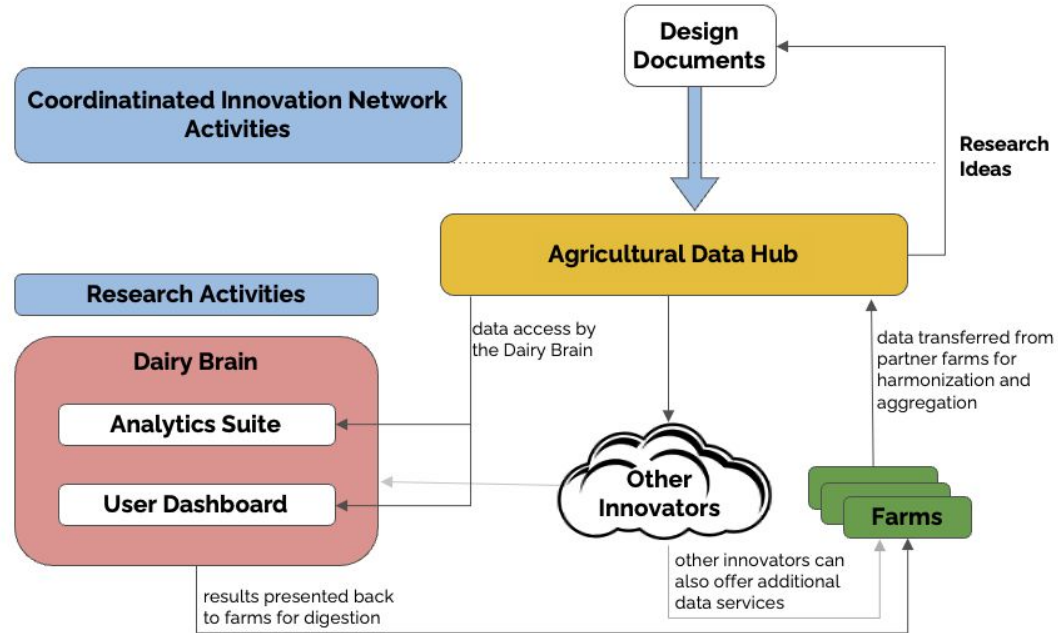 Design
Documents
Coordinatinated Innovation Network
Activities
Research
Ideas
Agricultural Data Hub
Research Activities
data access by
the Dairy Brain
data transferred from
partner farms for
harmonization and
aggregation
Dairy Brain
Analytics Suite
User Dashboard
Other
Innovators
Farms
other innovators can
also offer additional
data services
results presented back
to farms for digestion